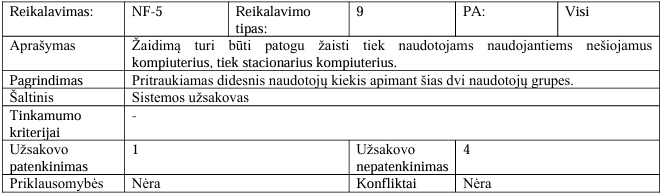 Reikalavimas: NF-5 Reikalavimo tipas: 9 PA: Visi
Aprašymas Žaidimą turi būti patogu žaisti tiek naudotojams naudojantiems nešiojamus
kompiuterius, tiek stacionarius kompiuterius.
Pagrindimas Pritraukiamas didesnis naudotojų kiekis apimant šias dvi naudotojų grupes.
Šaltinis Sistemos užsakovas
Tinkamumo kriterijai -
Užsakovo patenkinimas 1 Užsakovo nepatenkinimas 4
Priklausomybės Nėra Konfliktai Nėra